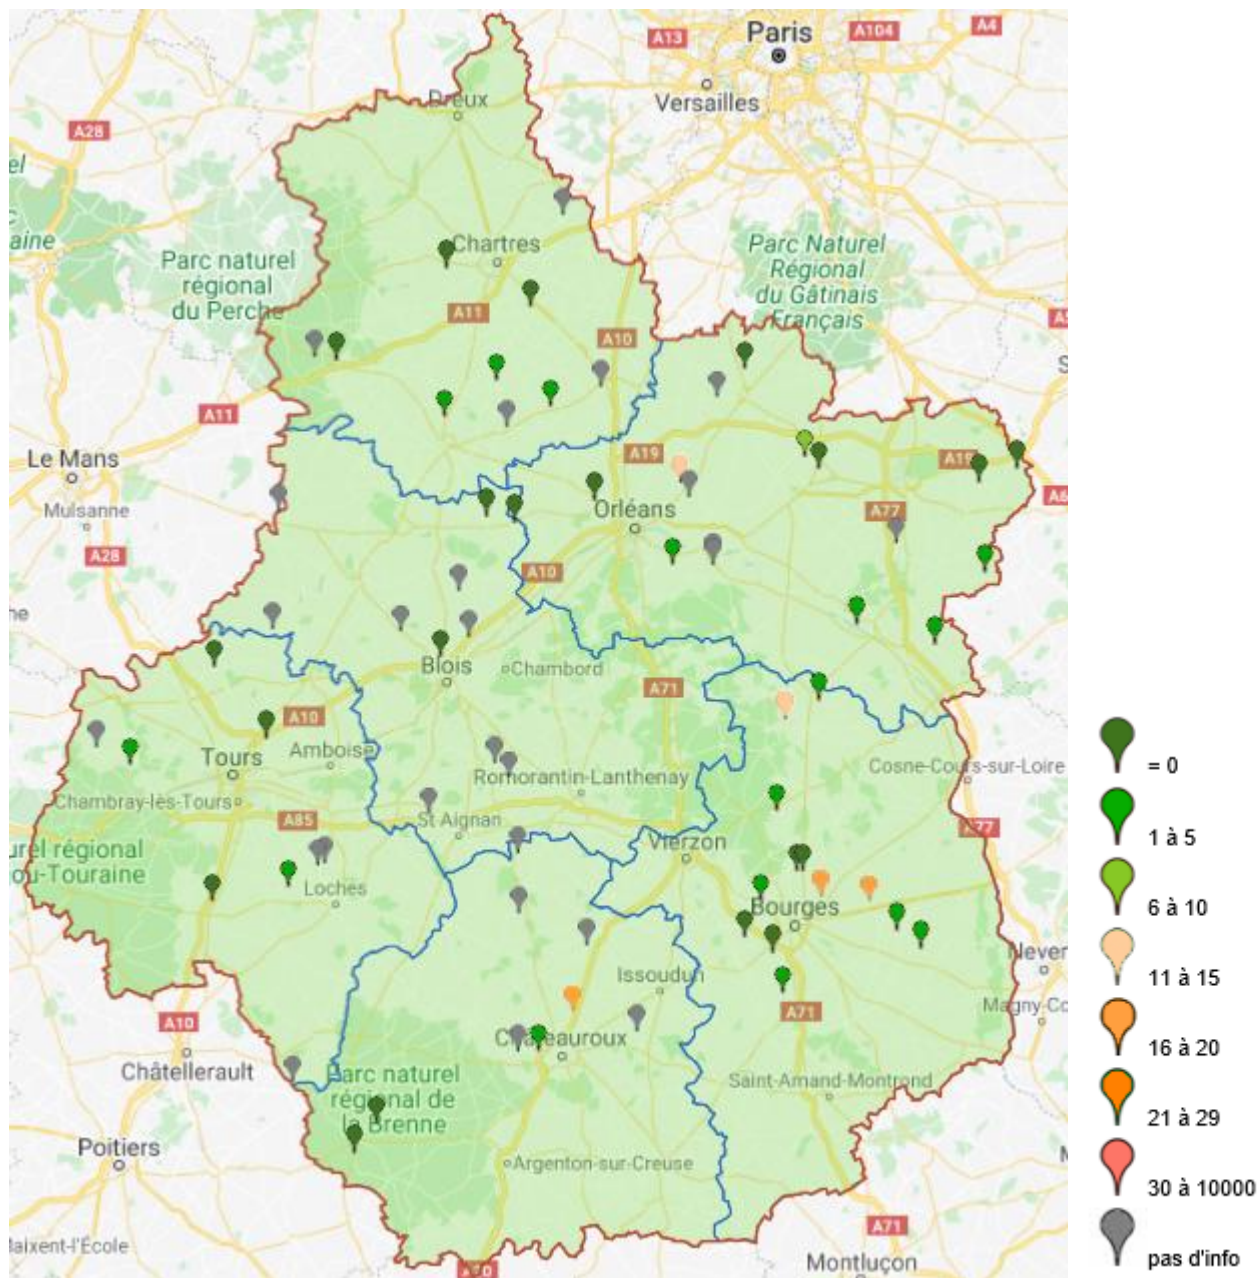 Paris
A13
A104
A4
Versailles
Dreux
A28
Parc naturel
régional
du Perche
Chartres
Parc Naturel
Régional
du Gâtinais
Français
A11
A10
A11
Le Mans
Mulsanne
A19
A19
A77
Orléans
A28
A10
Blois
Chambord
A71
A10
Tours
Amboise
Romorantin-Lanthenay
Cosne-Cours-sur-Loire
Chambray-lès-Tours
A85
St Aignan
Vierzon
A77
Loches
Bourges
Issoudun
A10
A71
Châteauroux
Châtellerault
Parc naturel
régional de
la Brenne
Saint-Amand-Montrond
Poitiers
Argenton-sur-Creuse
A71
Montluçon
= 0
1 à 5
6 à 10
11 à 15
16 à 20
21 à 29
30 à 10000
pas d'info